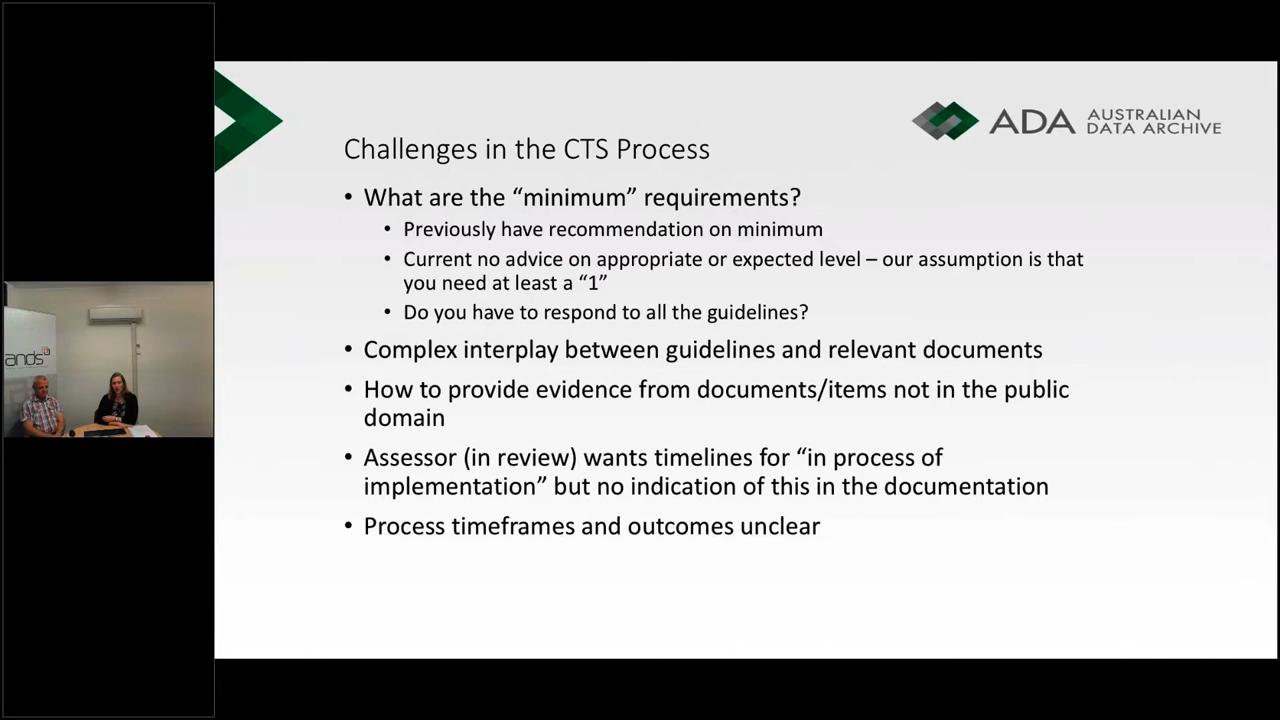 ADA AUSTRALIAN
DATA ARCHIVE
Challenges in the CTS Process
• What are the “minimum” requirements?
• Previously have recommendation on minimum
• Current no advice on appropriate or expected level – our assumption is that
you need at least a “1”
• Do you have to respond to all the guidelines?
• Complex interplay between guidelines and relevant documents
• How to provide evidence from documents/items not in the public
domain
• Assessor (in review) wants timelines for “in process of
implementation” but no indication of this in the documentation
• Process timeframes and outcomes unclear
ands